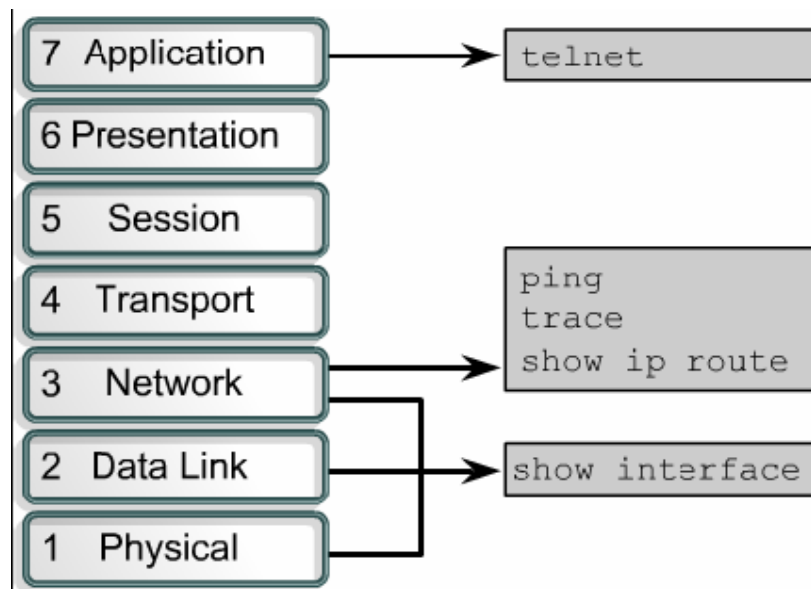 7 Application
telnet
6 Presentation
5 Session
4 Transport
ping
trace
show ip route
3 Network
2 Data Link
show interface
1 Physical